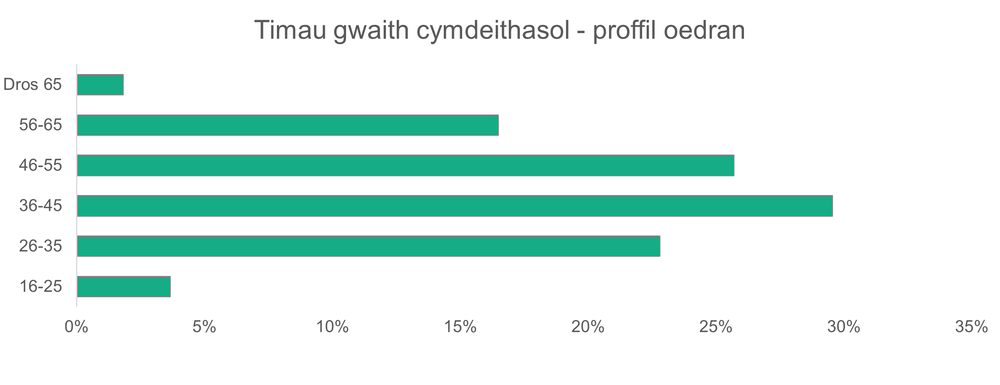 Timau gwaith cymdeithasol - proffil oedran
Dros 65
56-65
46-55
36-45
26-35
16-25
0% 5% 10% 15% 20% 25% 30% 35%